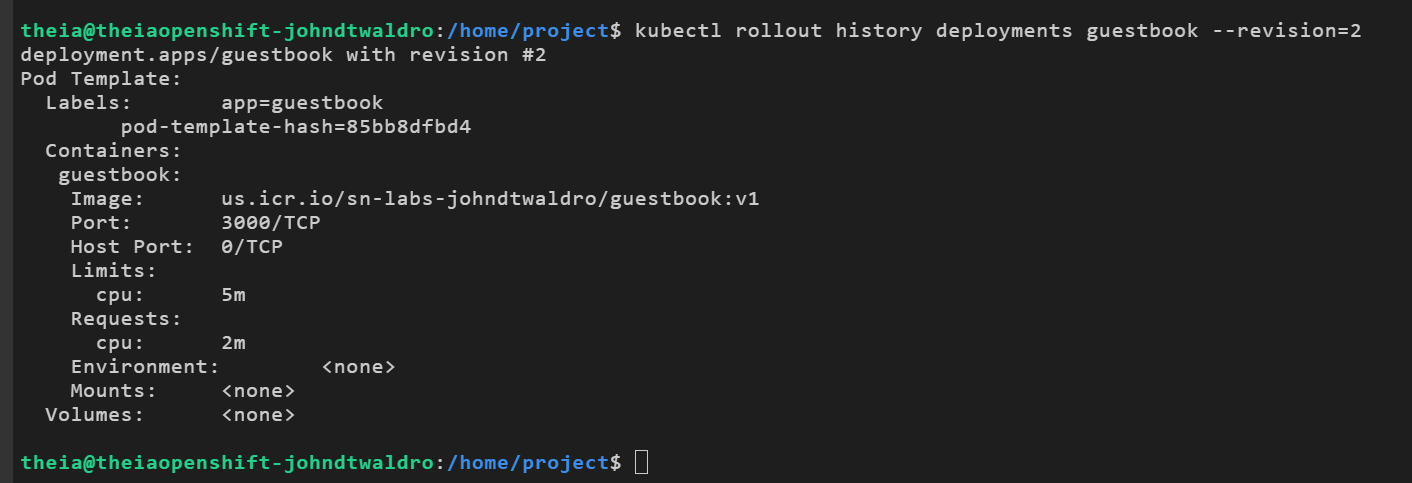 theia@theiaopenshift-johndtwaldro:/home/project$ kubectl rollout history deployments guestbook --revision=2
deployment.apps/guestbook with revision #2
Pod Template:
  Labels:       app=guestbook
        pod-template-hash=85bb8dfbd4
  Containers:
   guestbook:
    Image:      us.icr.io/sn-labs-johndtwaldro/guestbook:v1
    Port:       3000/TCP
    Host Port:  0/TCP
    Limits:
      cpu:      5m
    Requests:
      cpu:      2m
    Environment:        <none>
    Mounts:     <none>
  Volumes:      <none>

theia@theiaopenshift-johndtwaldro:/home/project$